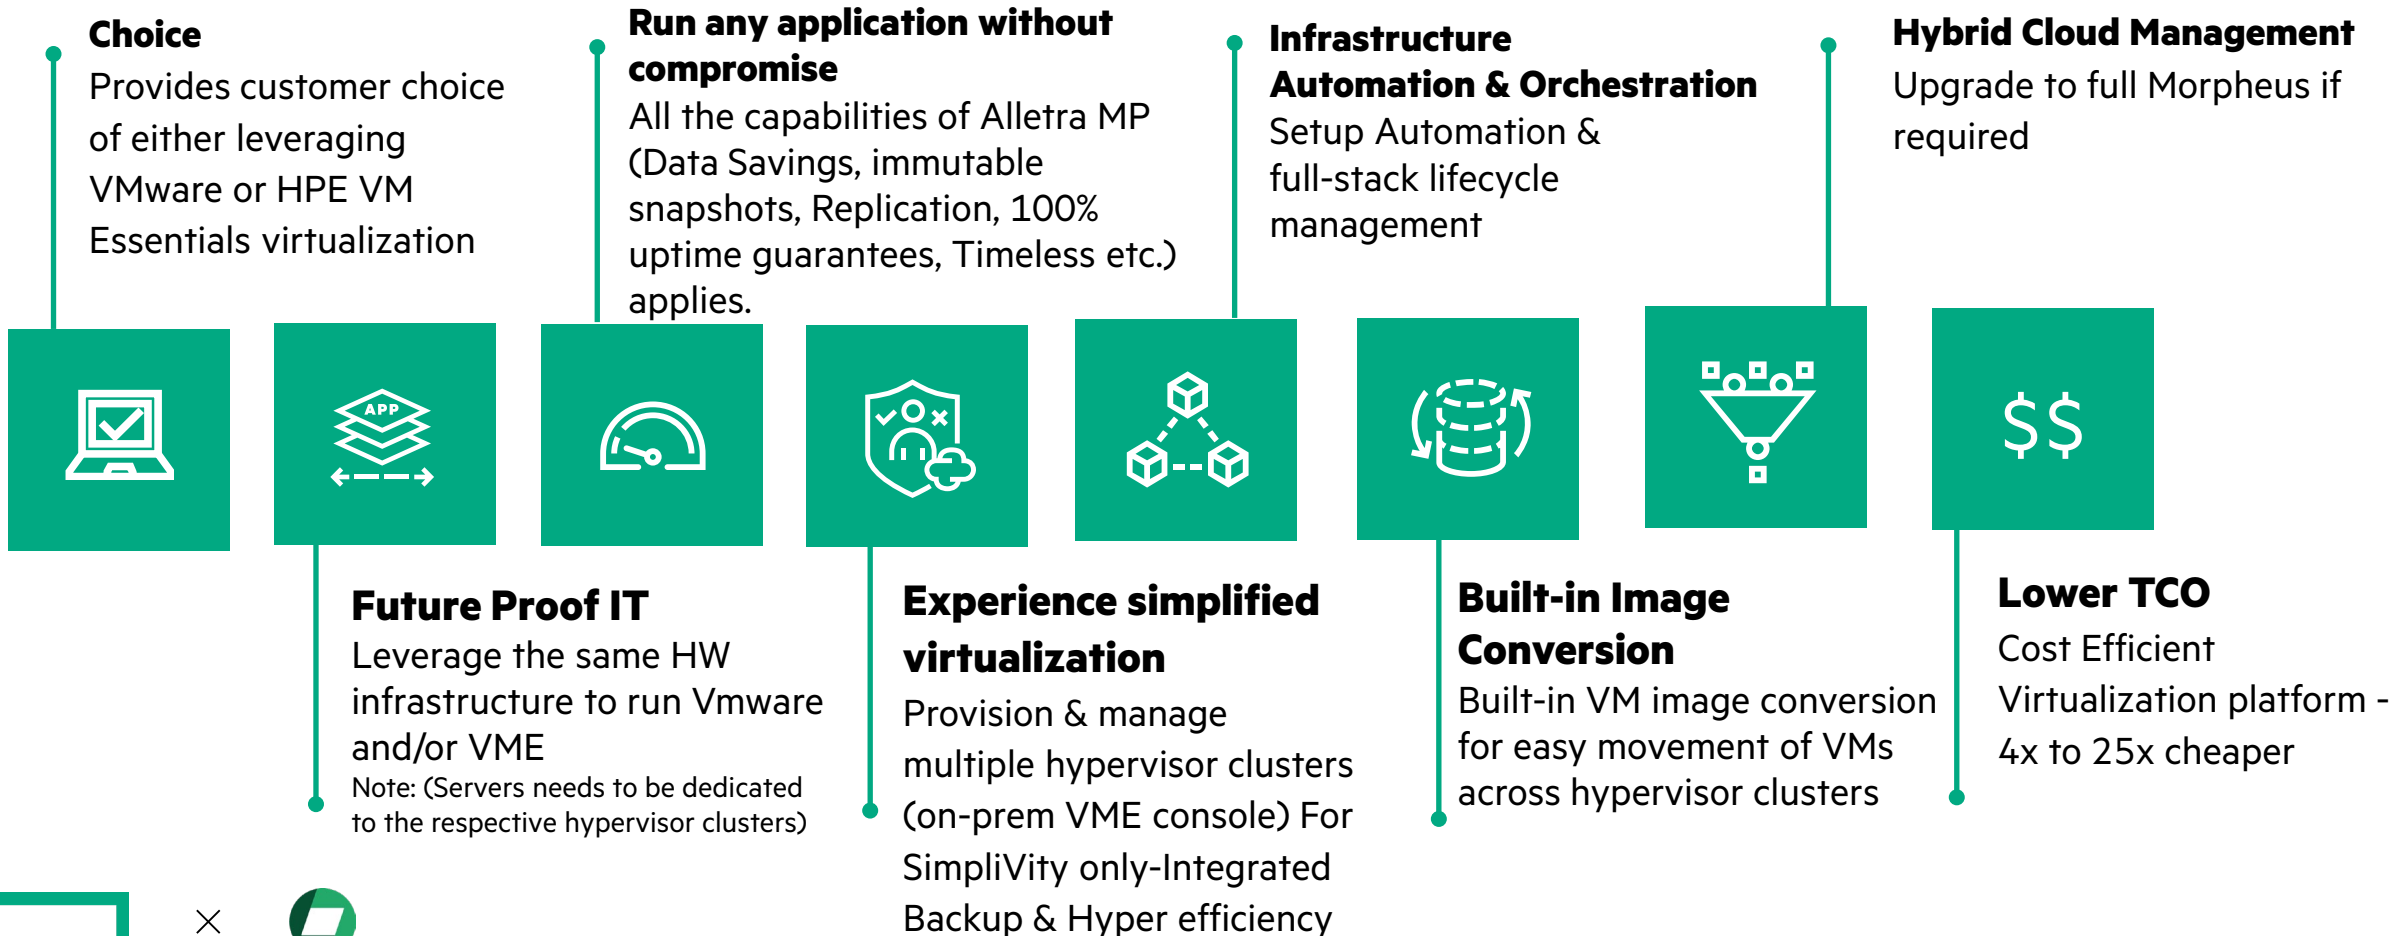 Choice
Provides customer choice
of either leveraging
VMware or HPE VM
Essentials virtualization
Run any application without
compromise
All the capabilities of Alletra MP
(Data Savings, immutable
snapshots, Replication, 100%
uptime guarantees, Timeless etc.)
applies.
Infrastructure
Automation & Orchestration
Setup Automation &
full-stack lifecycle
management
Hybrid Cloud Management
Upgrade to full Morpheus if
required
APP
$$
Future Proof IT
Leverage the same HW
infrastructure to run Vmware
and/or VME
Note: (Servers needs to be dedicated
to the respective hypervisor clusters)
Experience simplified
virtualization
Provision & manage
multiple hypervisor clusters
(on-prem VME console) For
SimpliVity only-Integrated
Backup & Hyper efficiency
Built-in Image
Conversion
Built-in VM image conversion
for easy movement of VMs
across hypervisor clusters
Lower TCO
Cost Efficient
Virtualization platform -
4x to 25x cheaper